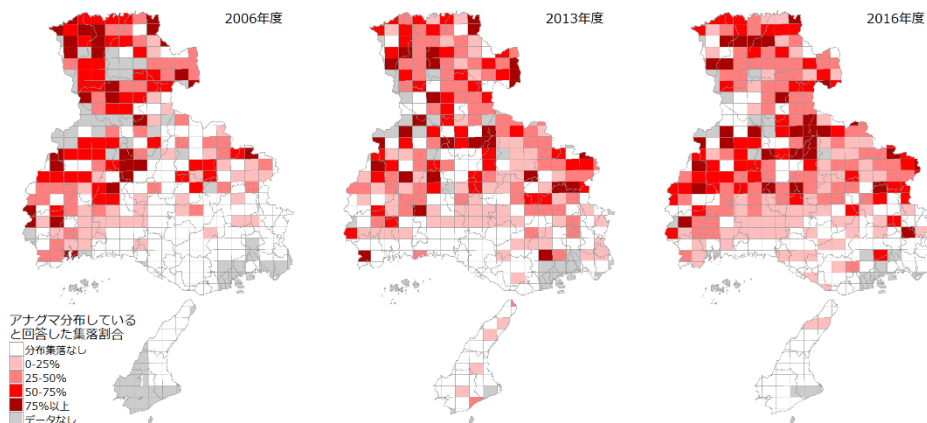 2006年度
2013年度
2016年度
アナグマ分布している
と回答した集落割合
分布集落なし
0-25%
25-50%
50-75%
75%以上
データなし